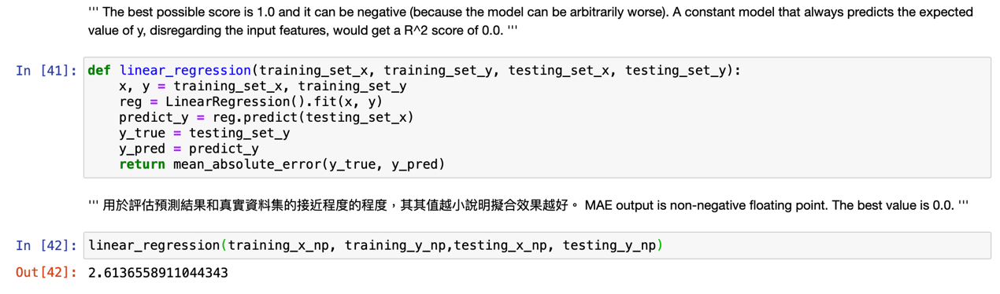 ''' The best possible score is 1.0 and it can be negative (because the model can be arbitrarily worse). A constant model that always predicts the expected
value of y, disregarding the input features, would get a R^2 score of 0.0. '''
In [41]: def linear_regression(training_set_x, training_set_y, testing_set_x, testing_set_y):
x, y = training_set_x, training_set_y
reg = LinearRegression().fit(x, y)
predict_y = reg.predict(testing_set_x)
y_true = testing_set_y
y_pred = predict_y
return mean_absolute_error(y_true, y_pred)
''' 用於評估預測結果和真實資料集的接近程度的程度，其其值越小說明擬合效果越好。 MAE output is non-negative floating point. The best value is 0.0. '''
In [42]: linear_regression(training_x_np, training_y_np,testing_x_np, testing_y_np)
Out[42]: 2.6136558911044343